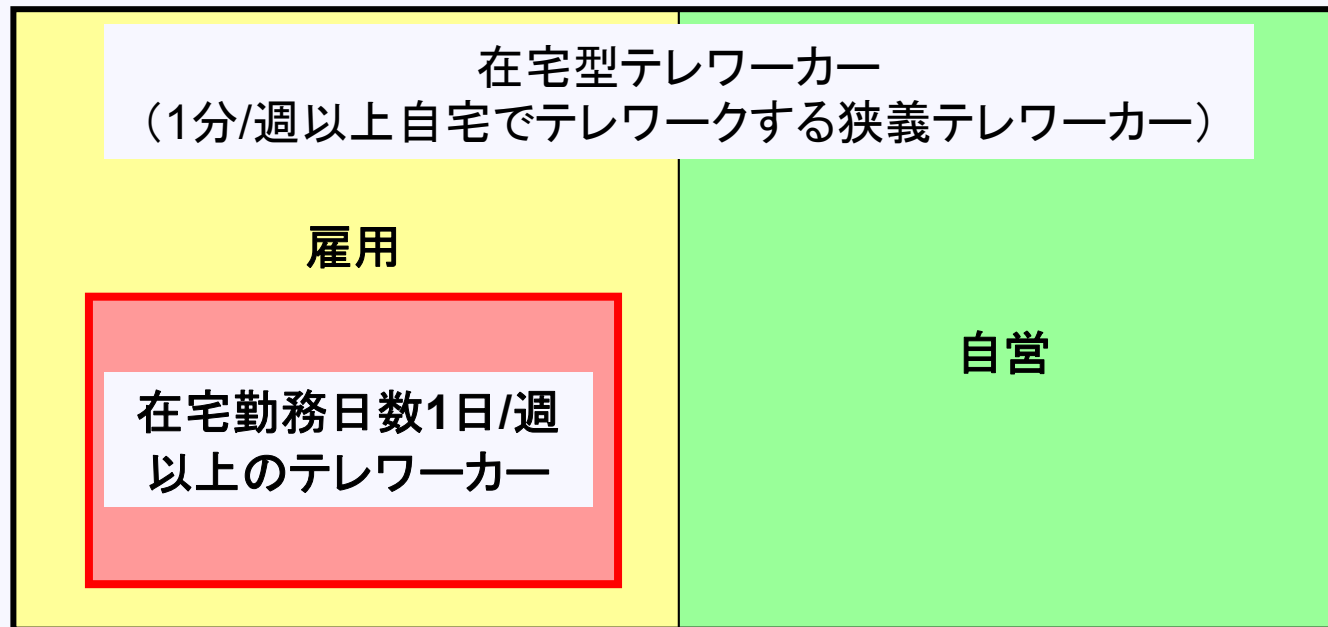 在宅型テレワーカー
（1分/週以上自宅でテレワークする狭義テレワーカー）
雇用
在宅勤務日数1日/週
以上のテレワーカー
自営